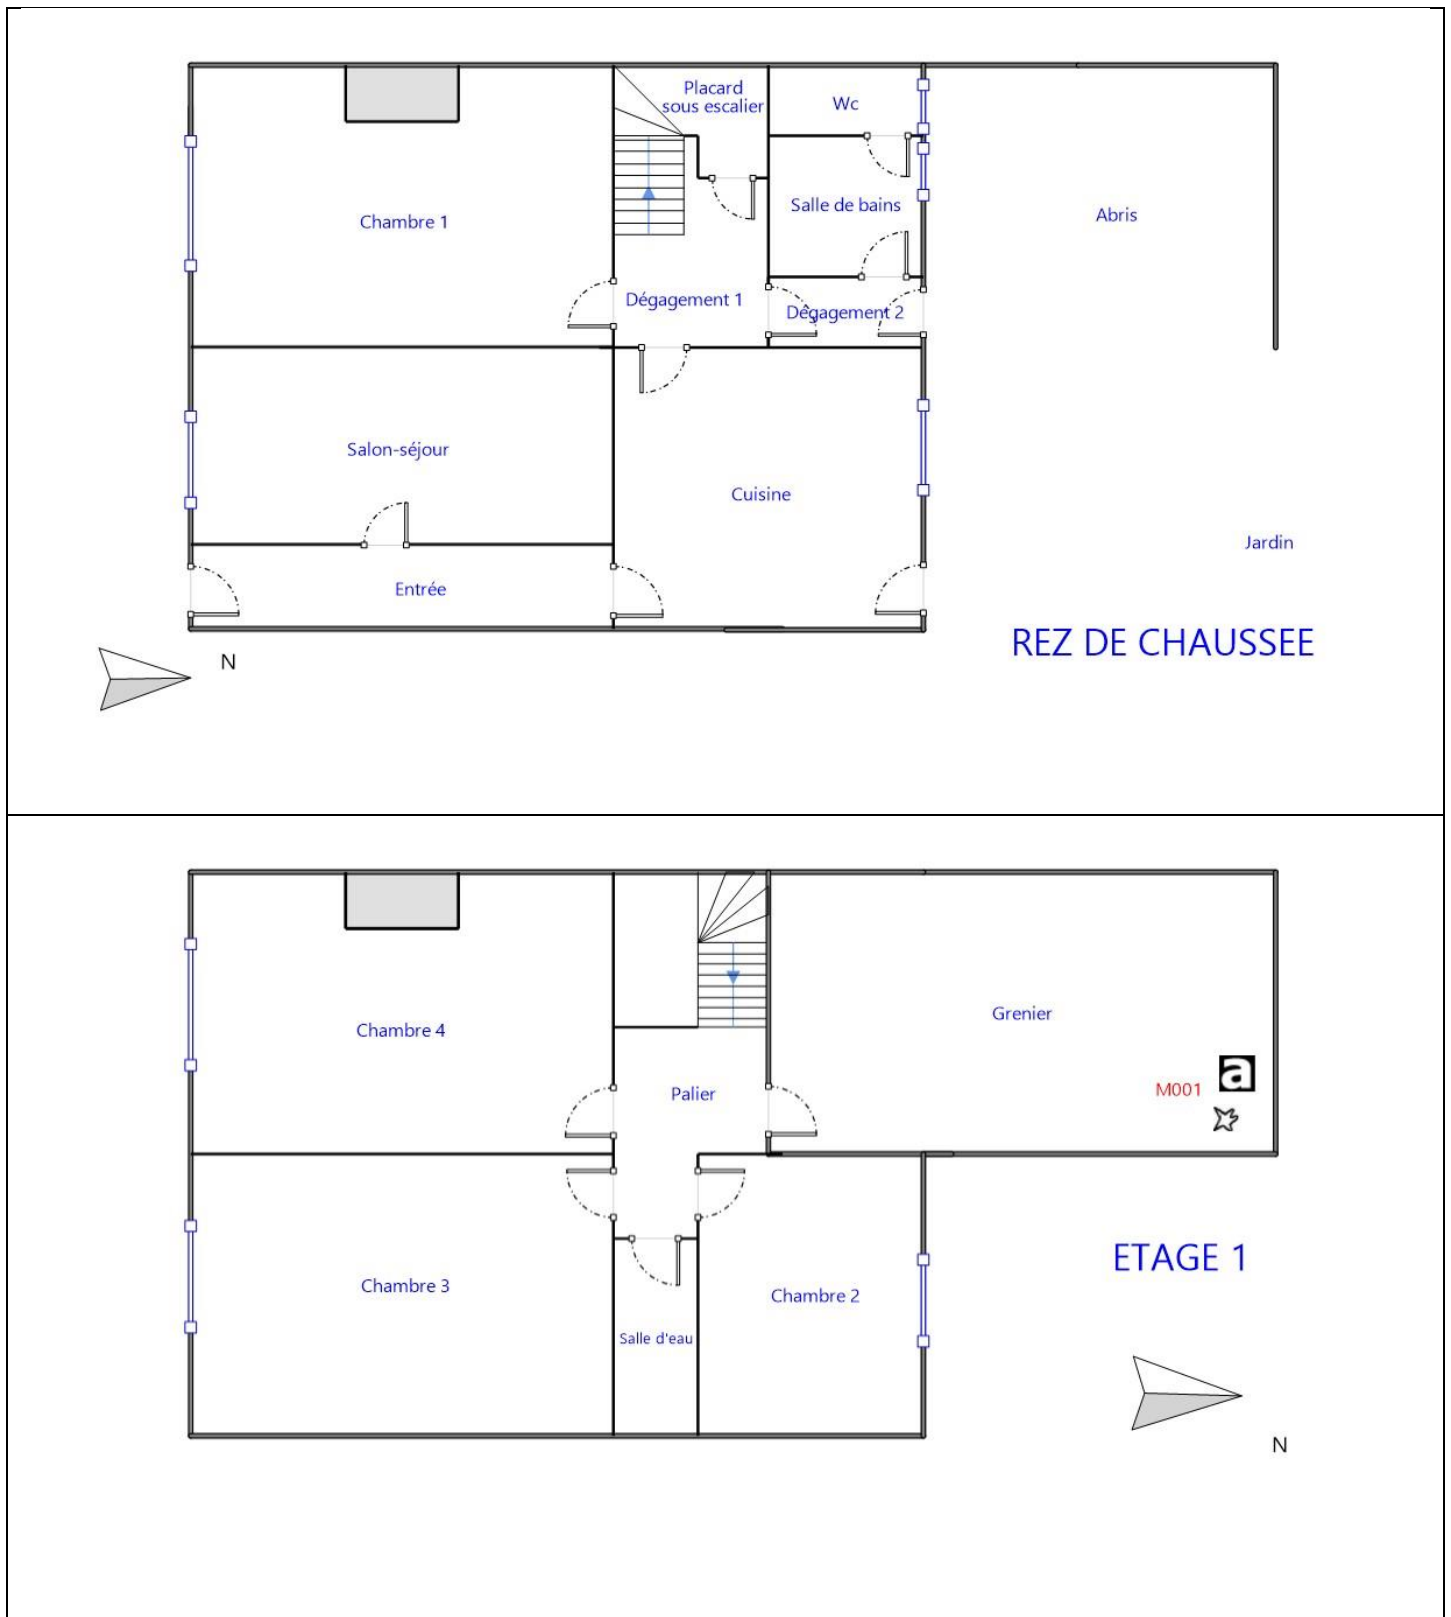 Placard
sous escalier
Wc
Chambre 1
Salle de bains
Abris
Dégagement 1
Dégagement 2
Salon-séjour
Cuisine
Jardin
Entrée
REZ DE CHAUSSEE
N
Grenier
Chambre 4
a
M001
Palier
ETAGE 1
Chambre 3
Chambre 2
Salle d'eau
N